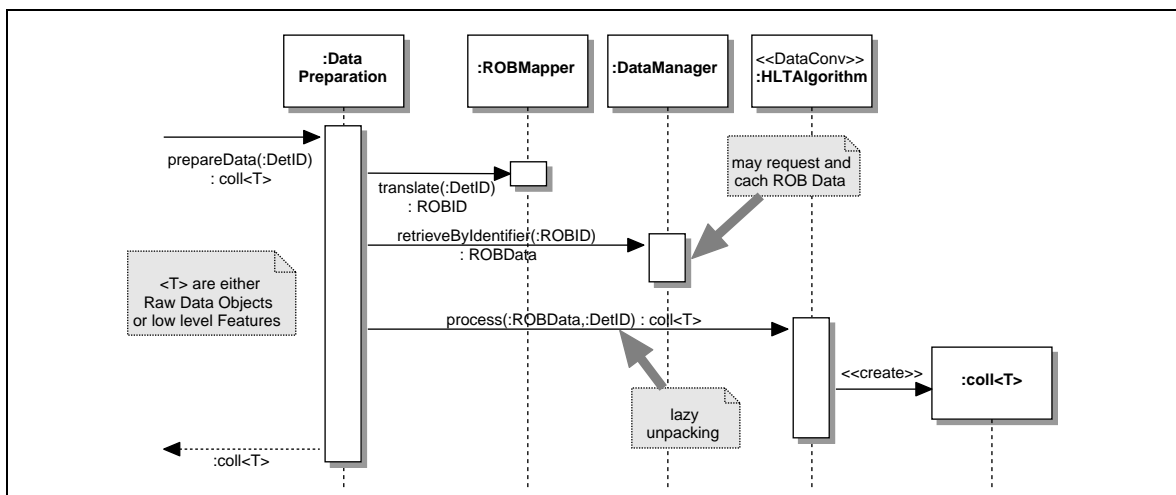 :Data
Preparation
:ROBMapper
:DataManager
<<DataConv>>
:HLTAlgorithm
prepareData(:DetID)
: coll<T>
may request and
cach ROB Data
translate(:DetID)
: ROBID
retrieveByIdentifier(:ROBID)
: ROBData
<T> are either
Raw Data Objects
or low level Features
process(:ROBData,:DetID) : coll<T>
<<create>>
:coll<T>
lazy
unpacking
:coll<T>